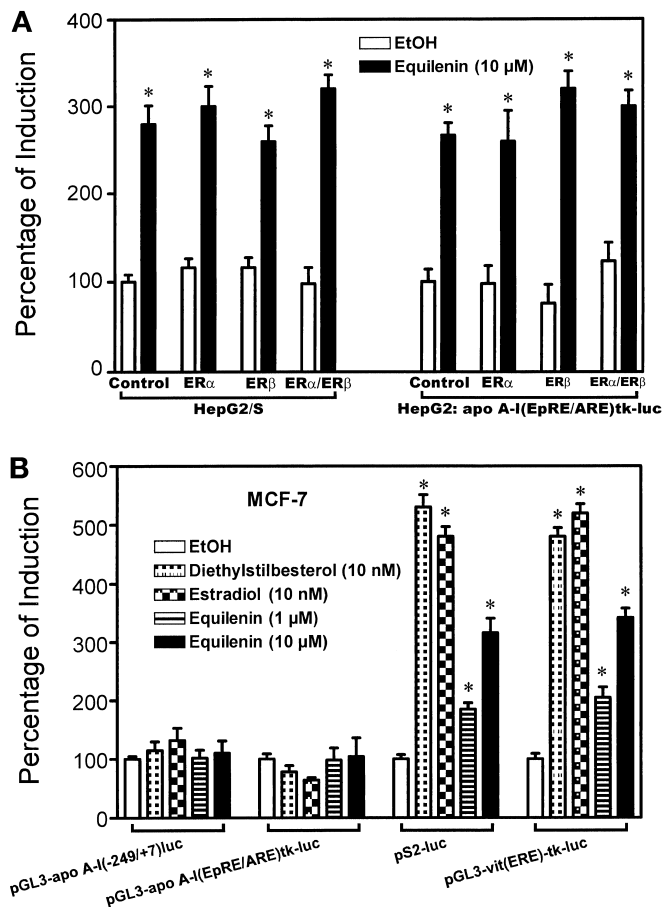 A
Percentage of Induction
400
300
200
100
0
EtOH
Equilenin (10 µM)
* * * * * * * *
Control ERα ERβ ERα/ERβ Control ERα ERβ ERα/ERβ
HepG2/S HepG2: apo A-I(EpRE/ARE)tk-luc
B
Percentage of Induction
600
500
400
300
200
100
0
MCF-7
EtOH
Diethylstilbesterol (10 nM)
Estradiol (10 nM)
Equilenin (1 µM)
Equilenin (10 µM)
* * * * * * * *
pGL3-apo A-I(-249/+7)luc
pGL3-apo A-I(EpRE/ARE)tk-luc
pS2-luc
pGL3-vit(ERE)-tk-luc